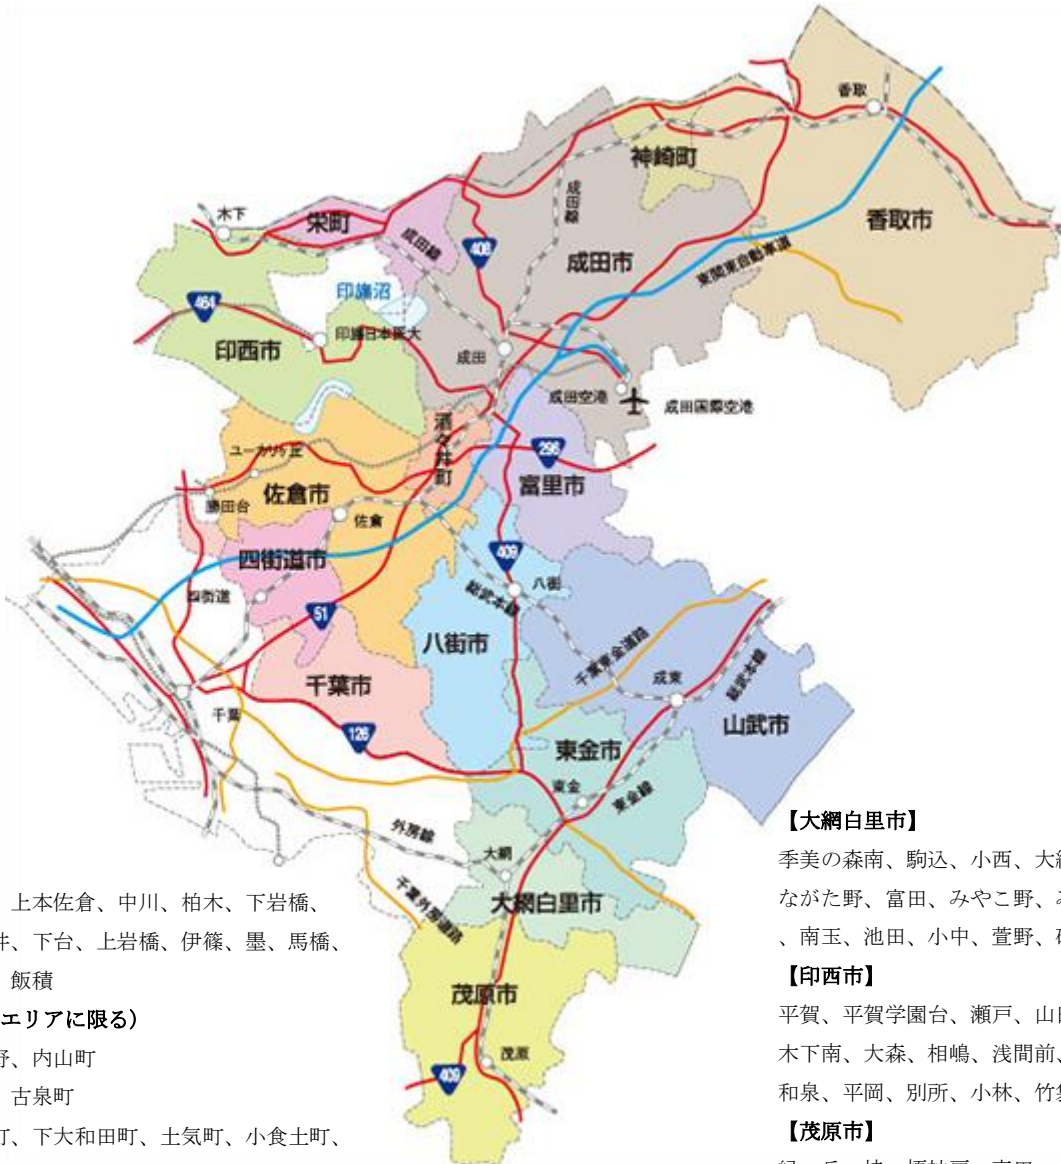 香取
神崎町
香取市
木下
栄町
成田線
成田線
408
成田市
東関東自動車道
印旛沼
464
印旛日本医大
印西市
成田
成田空港
成田国際空港
酒々井町
ユーカリが丘
296
富里市
佐倉市
勝田台
佐倉
四街道市
409
八街
四街道
総武本線
51
八街市
千葉東金道路
成東
総武本線
千葉市
千葉
山武市
126
東金市
東金
東金線
外房線
大網
大網白里市
千葉外房道路
茂原市
茂原
409
上本佐倉、中川、柏木、下岩橋、
、下台、上岩橋、伊篠、墨、馬橋、
飯積
エリアに限る）
、内山町
古泉町
、下大和田町、土気町、小食土町、
【大網白里市】
季美の森南、駒込、小西、大網
ながた野、富田、みやこ野、
、南玉、池田、小中、萱野、
【印西市】
平賀、平賀学園台、瀬戸、山田
木下南、大森、相嶋、浅間前、
和泉、平岡、別所、小林、竹袋
【茂原市】